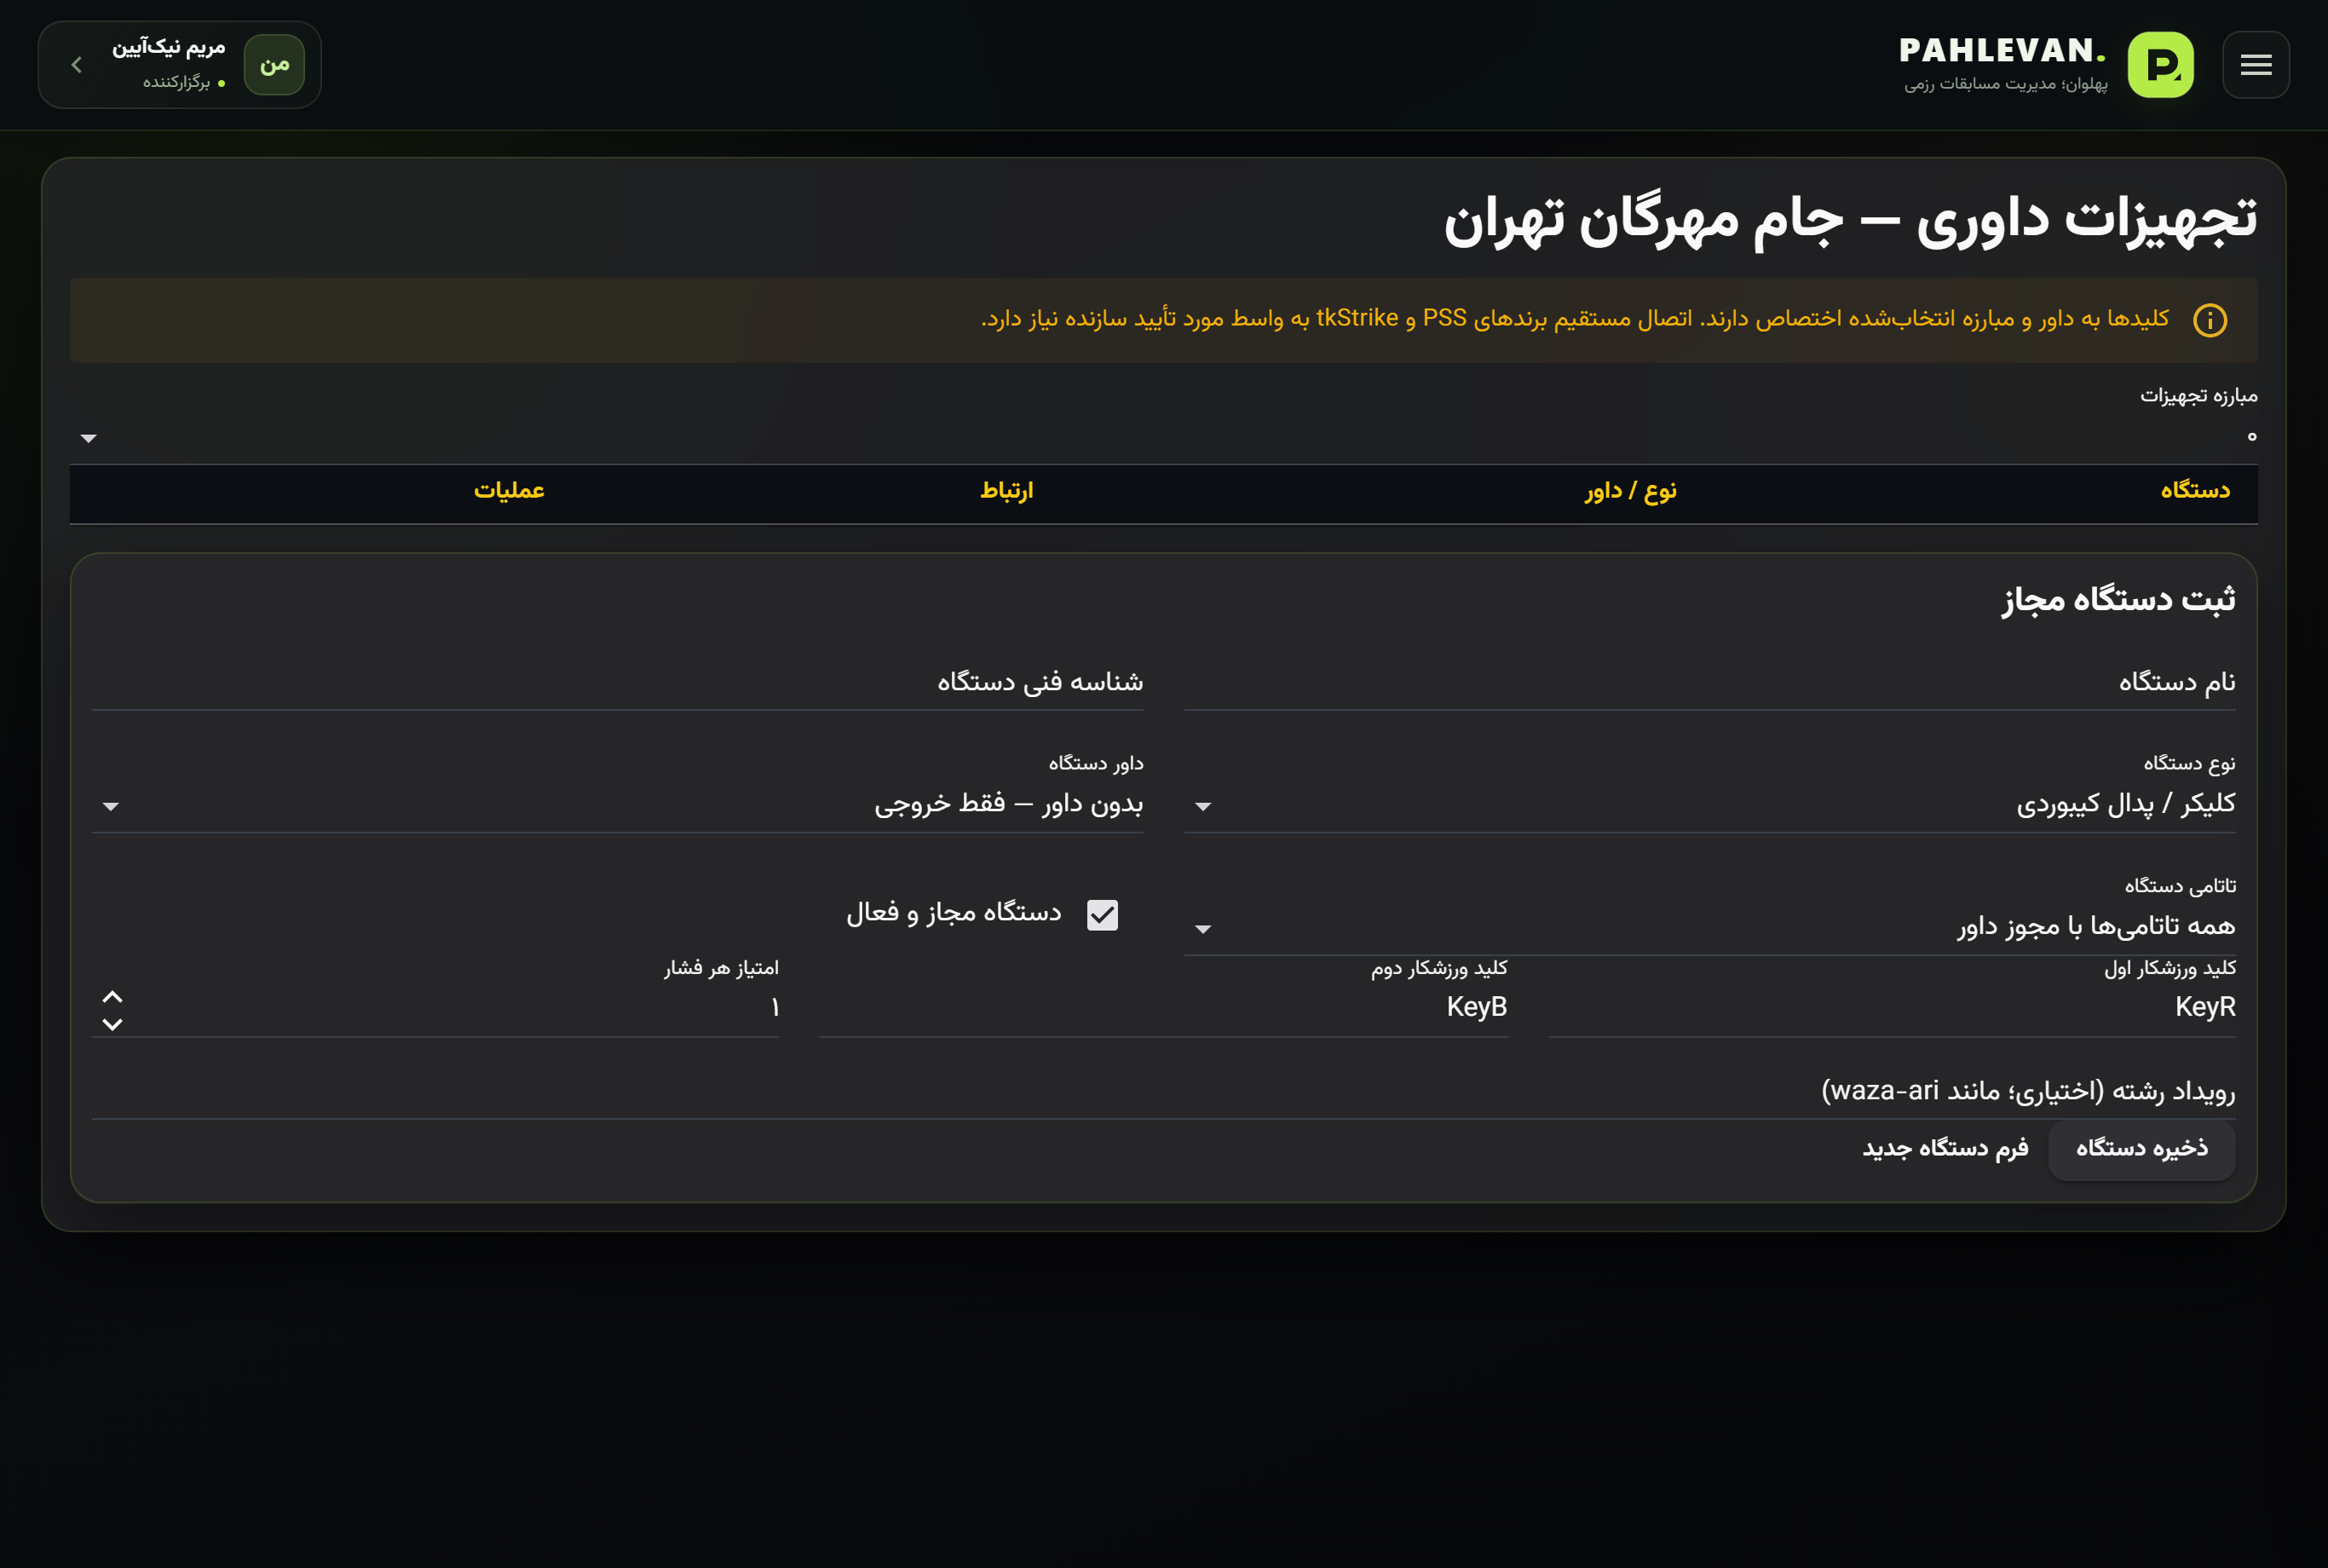 PAHLEVAN.
پهلوان؛ مدیریت مسابقات رزمی
من
مریم نیک‌آیین
برگزارکننده
تجهیزات داوری — جام مهرگان تهران
کلیدها به داور و مبارزه انتخاب‌شده اختصاص دارند. اتصال مستقیم برندهای PSS و tkStrike به واسط مورد تأیید سازنده نیاز دارد.
مبارزه تجهیزات
۰
دستگاه
نوع / داور
ارتباط
عملیات
ثبت دستگاه مجاز
نام دستگاه
شناسه فنی دستگاه
نوع دستگاه
کلیکر / پدال کیبوردی
داور دستگاه
بدون داور — فقط خروجی
تاتامی دستگاه
همه تاتامی‌ها با مجوز داور
دستگاه مجاز و فعال
کلید ورزشکار اول
KeyR
کلید ورزشکار دوم
KeyB
امتیاز هر فشار
۱
رویداد رشته (اختیاری؛ مانند waza-ari)
ذخیره دستگاه
فرم دستگاه جدید